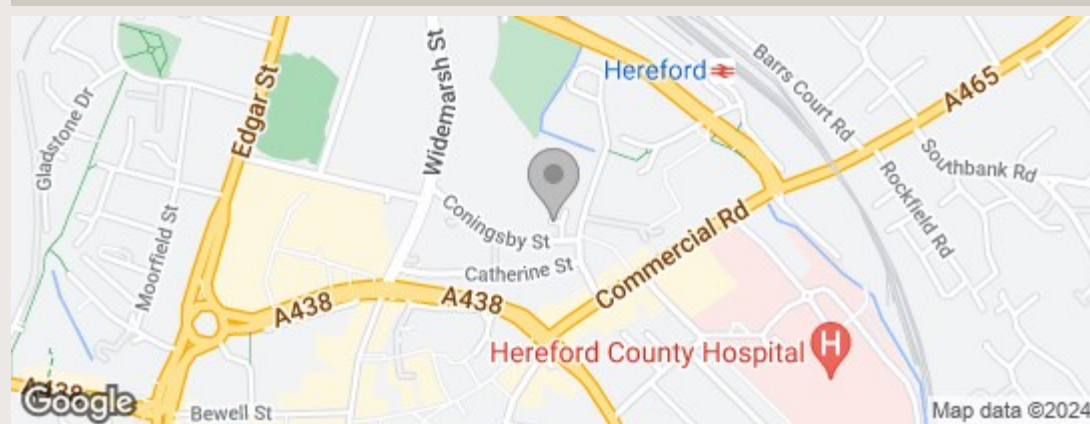 Hereford
Barrs Court Rd
A465
Edgar St
Widemarsh St
Gladstone Dr
Southbank Rd
Rockfield Rd
Moorfield St
Coningsby St
Commercial Rd
Catherine St
A438
A438
Hereford County Hospital
H
A438
Google
Bewell St
Map data ©2024